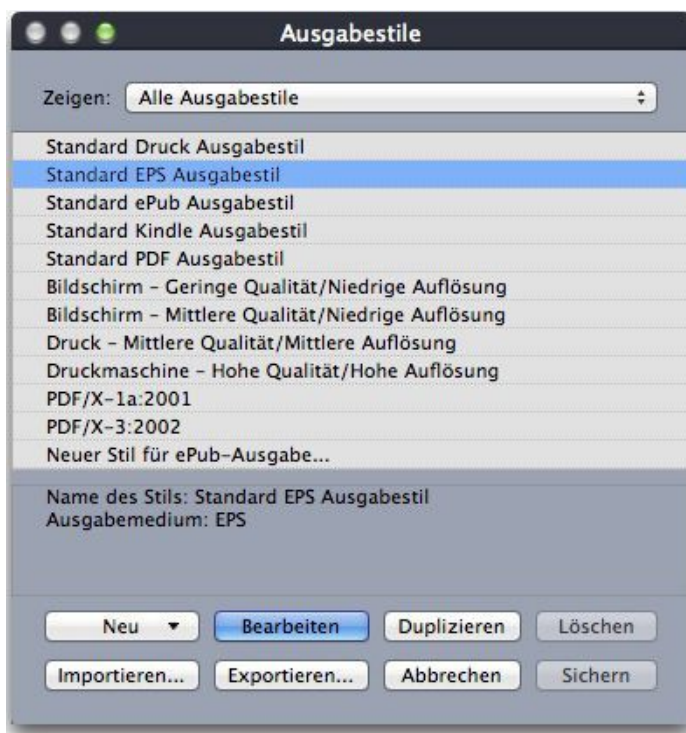 Ausgabestile
Zeigen: Alle Ausgabestile
Standard Druck Ausgabestil
Standard EPS Ausgabestil
Standard ePub Ausgabestil
Standard Kindle Ausgabestil
Standard PDF Ausgabestil
Bildschirm – Geringe Qualität/Niedrige Auflösung
Bildschirm – Mittlere Qualität/Niedrige Auflösung
Druck – Mittlere Qualität/Mittlere Auflösung
Druckmaschine – Hohe Qualität/Hohe Auflösung
PDF/X-1a:2001
PDF/X-3:2002
Neuer Stil für ePub-Ausgabe...
Name des Stils: Standard EPS Ausgabestil
Ausgabemedium: EPS
Neu Bearbeiten Duplizieren Löschen
Importieren... Exportieren... Abbrechen Sichern